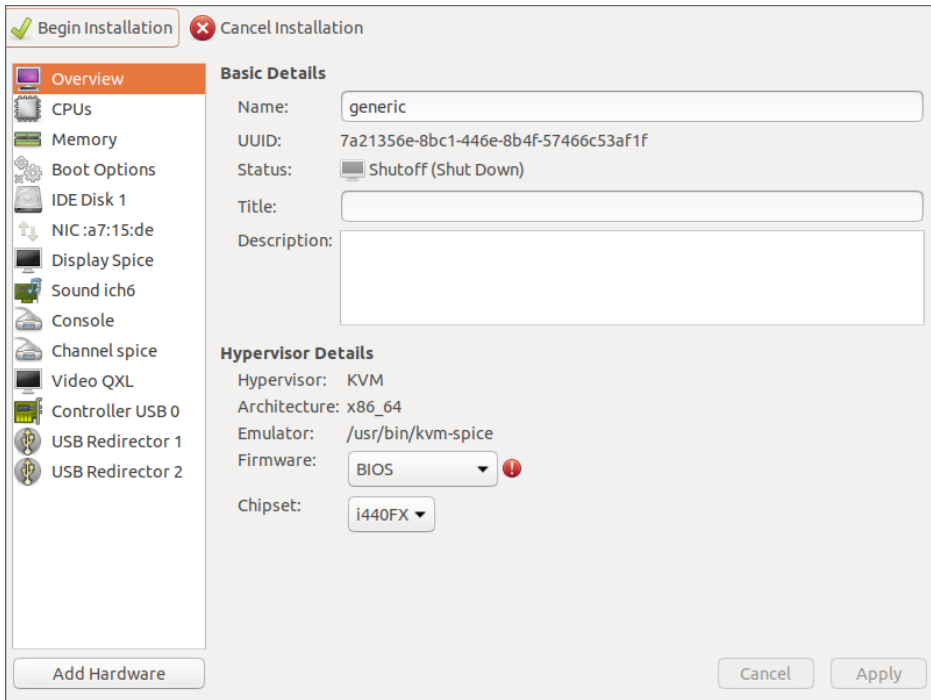 Begin Installation Cancel Installation
Overview
CPUs
Memory
Boot Options
IDE Disk 1
NIC :a7:15:de
Display Spice
Sound ich6
Console
Channel spice
Video QXL
Controller USB 0
USB Redirector 1
USB Redirector 2
Add Hardware
Basic Details
Name: generic
UUID: 7a21356e-8bc1-446e-8b4f-57466c53af1f
Status: Shutoff (Shut Down)
Title:
Description:
Hypervisor Details
Hypervisor: KVM
Architecture: x86_64
Emulator: /usr/bin/kvm-spice
Firmware: BIOS
Chipset: i440FX
Cancel Apply